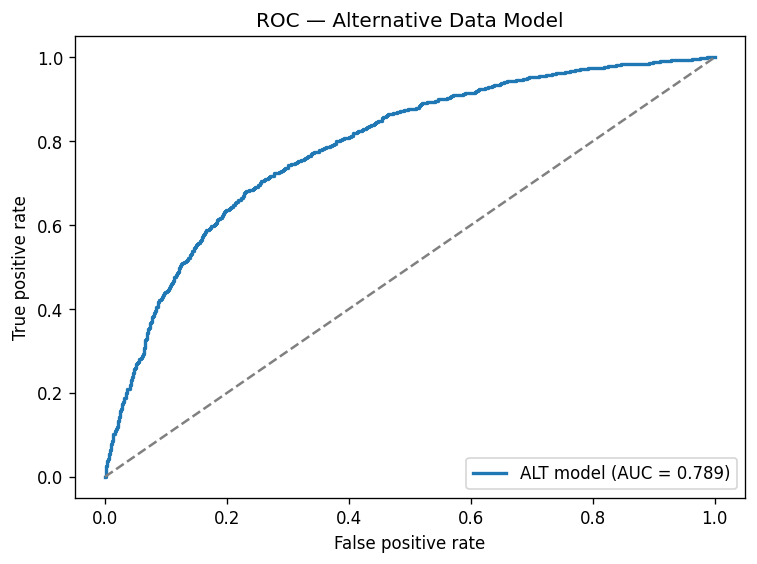 ROC — Alternative Data Model
1.0
0.8
0.6
0.4
0.2
0.0
True positive rate
0.0 0.2 0.4 0.6 0.8 1.0
False positive rate
ALT model (AUC = 0.789)